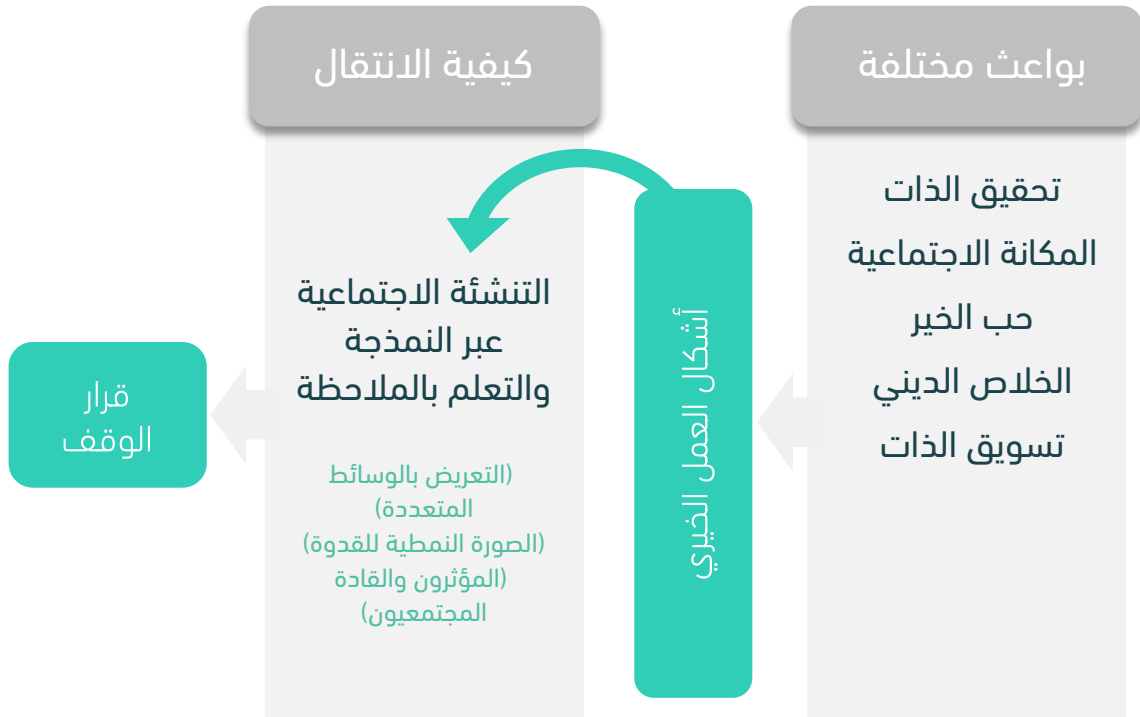 بواعث مختلفة
تحقيق الذات
المكانة الاجتماعية
حب الخير
الخلاص الديني
تسويق الذات
أشكال العمل الخيري
كيفية الانتقال
التنشئة الاجتماعية
عبر النمذجة
والتعلم بالملاحظة
(التعريض بالوسائط
المتعددة)
(الصورة النمطية للقدوة)
(المؤثرون والقادة
المجتمعيون)
قرار
الوقف